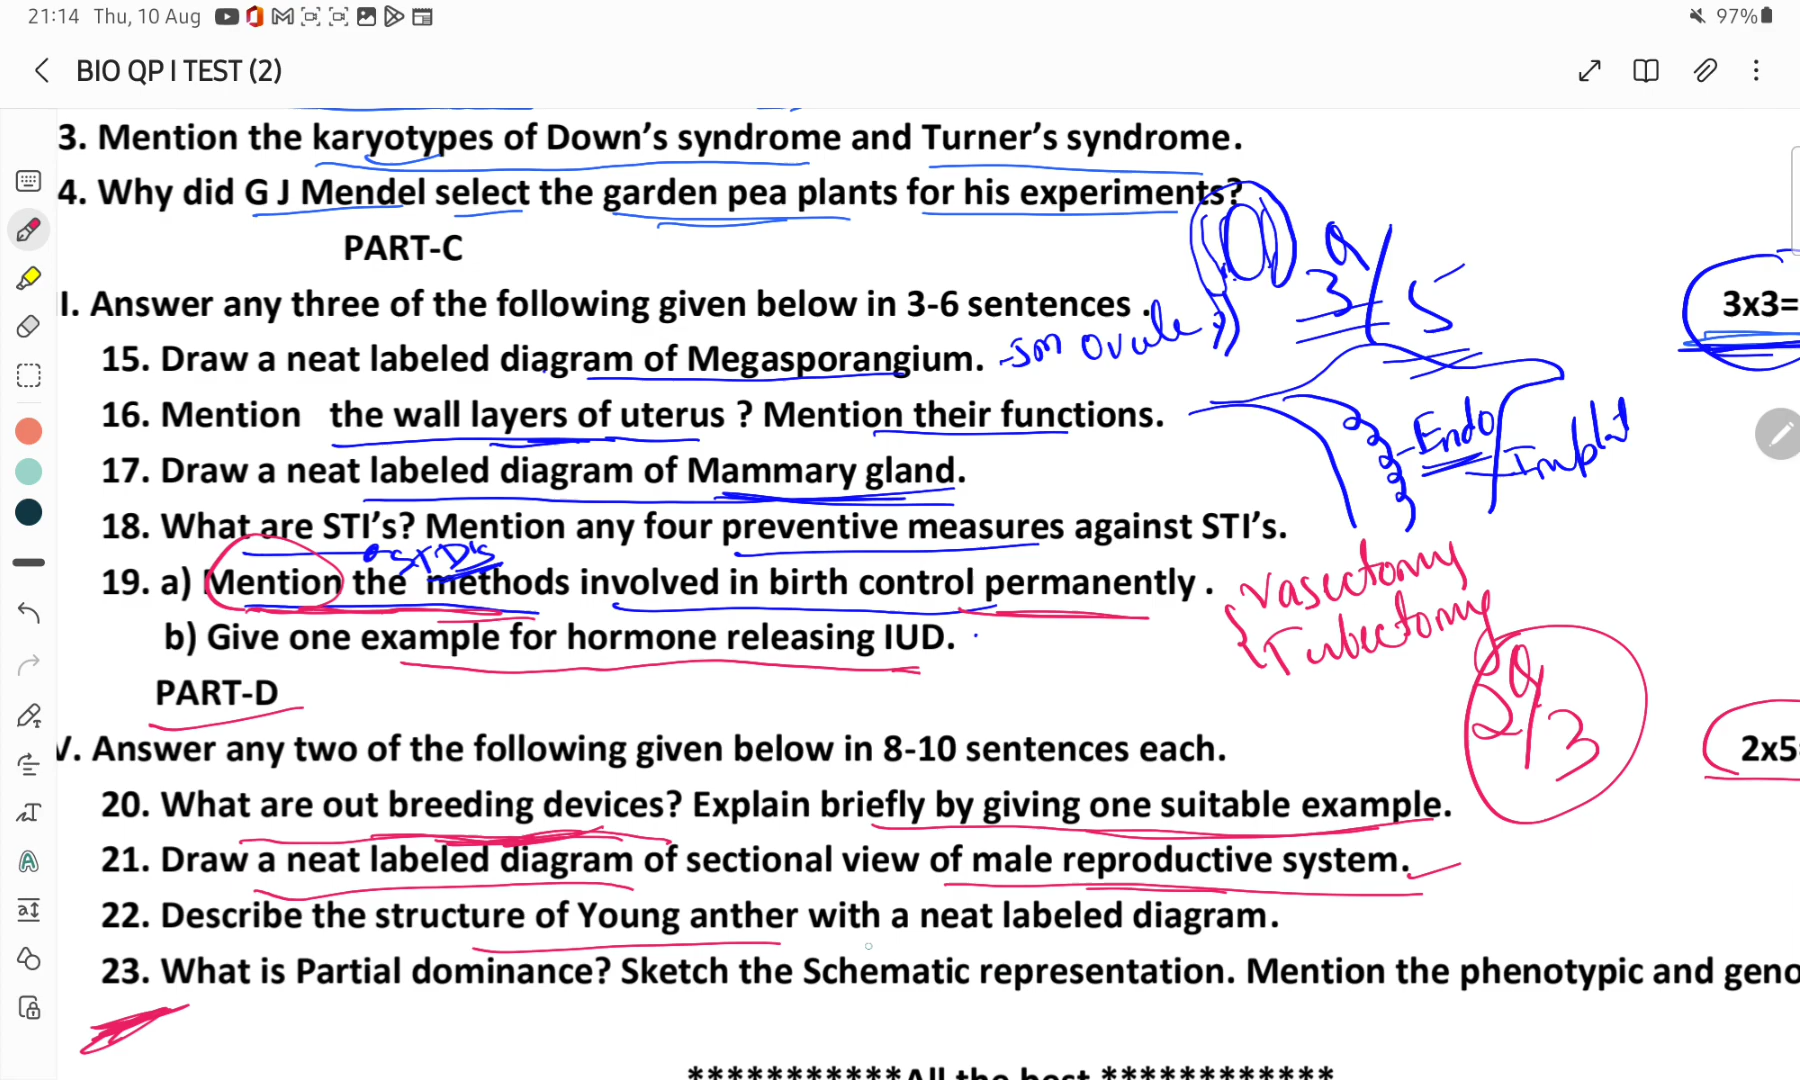 21:14 Thu, 10 Aug 97%
BIO QP I TEST (2)
3. Mention the karyotypes of Down's syndrome and Turner's syndrome.
4. Why did G J Mendel select the garden pea plants for his experiments?
PART-C
I. Answer any three of the following given below in 3-6 sentences . 3x3=
3/5
15. Draw a neat labeled diagram of Megasporangium. ovule
16. Mention the wall layers of uterus ? Mention their functions.
Endo
17. Draw a neat labeled diagram of Mammary gland.
18. What are STI's? Mention any four preventive measures against STI's.
STD's
19. a) Mention the methods involved in birth control permanently . Vasectomy
Tubectomy
b) Give one example for hormone releasing IUD.
PART-D
2/3
V. Answer any two of the following given below in 8-10 sentences each. 2x5=
20. What are out breeding devices? Explain briefly by giving one suitable example.
21. Draw a neat labeled diagram of sectional view of male reproductive system.
22. Describe the structure of Young anther with a neat labeled diagram.
23. What is Partial dominance? Sketch the Schematic representation. Mention the phenotypic and geno
***********All the best ************